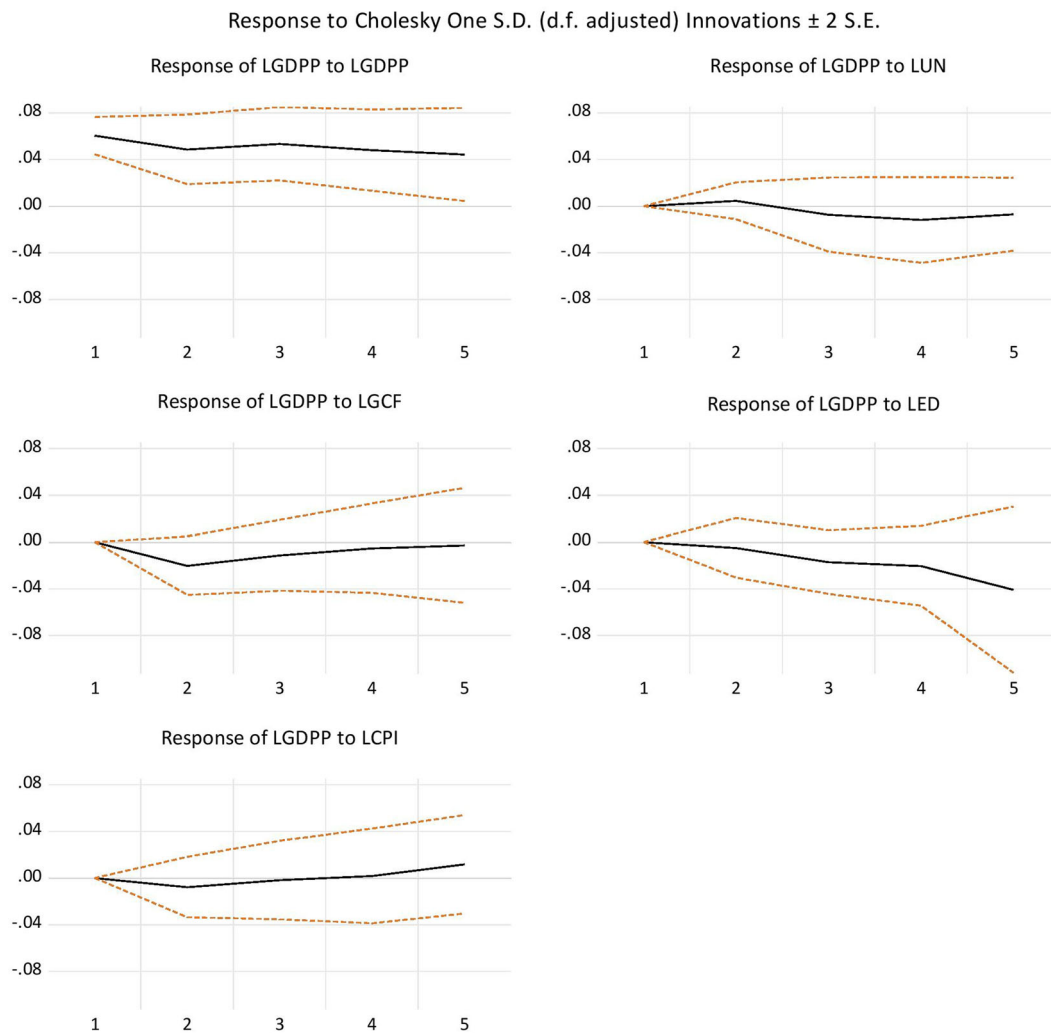 Response to Cholesky One S.D. (d.f. adjusted) Innovations ± 2 S.E.
Response of LGDPP to LGDPP
.08
.04
.00
-.04
-.08
1 2 3 4 5
Response of LGDPP to LUN
.08
.04
.00
-.04
-.08
1 2 3 4 5
Response of LGDPP to LGCF
.08
.04
.00
-.04
-.08
1 2 3 4 5
Response of LGDPP to LED
.08
.04
.00
-.04
-.08
1 2 3 4 5
Response of LGDPP to LCPI
.08
.04
.00
-.04
-.08
1 2 3 4 5